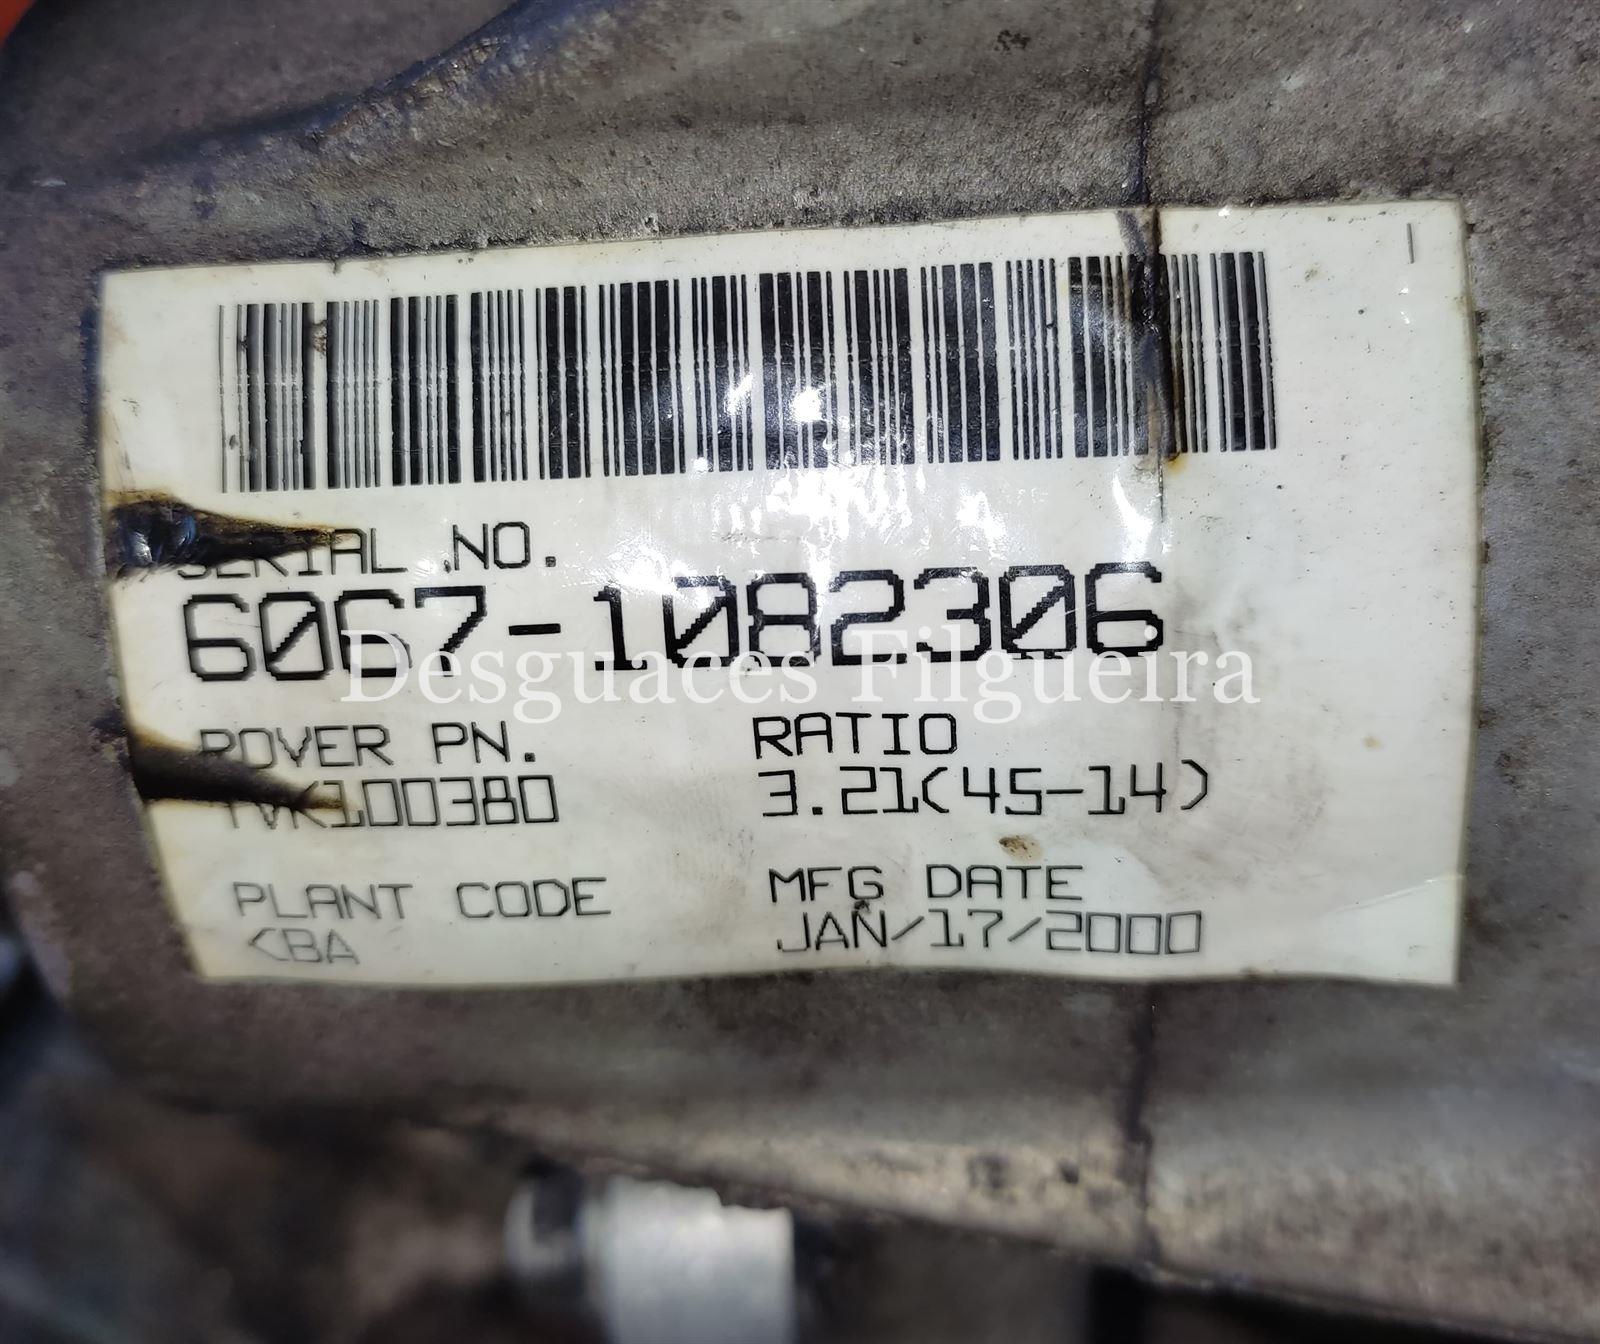 SERIAL NO.
6067-1082306
Desguaces Filgueira
ROVER PN. RATIO
TVK100380 3.21(45-14)
PLANT CODE MFG DATE
<BA JAN/17/2000